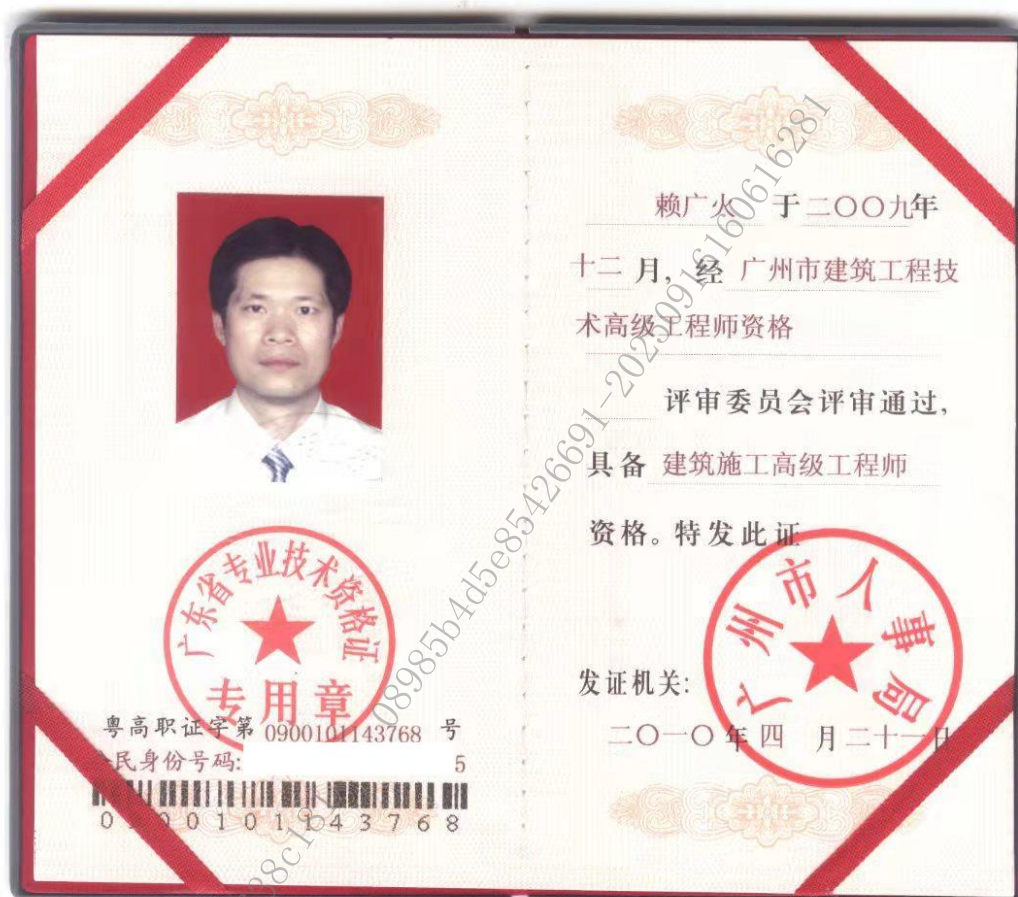 广东省专业技术资格证
专用章
粤高职证字第 0900101143768 号
公民身份号码: 5
0900101143768
赖广火 于二〇〇九年
十二月, 经 广州市建筑工程技
术高级工程师资格
评审委员会评审通过,
具备 建筑施工高级工程师
资格。特发此证
广州市人事局
发证机关:
二〇一〇年四 月二十一日
08985b4d5e85426691-20250916160616281